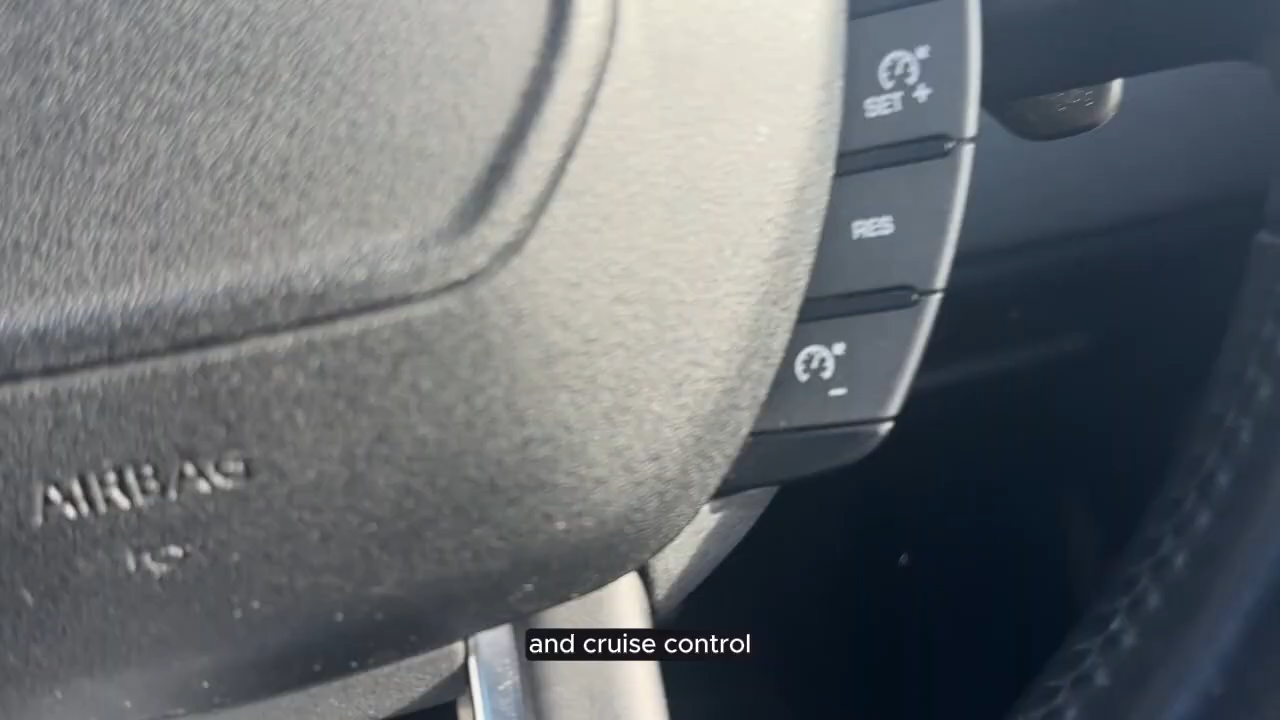 SET +
RES
-
AIRBAG
and cruise control